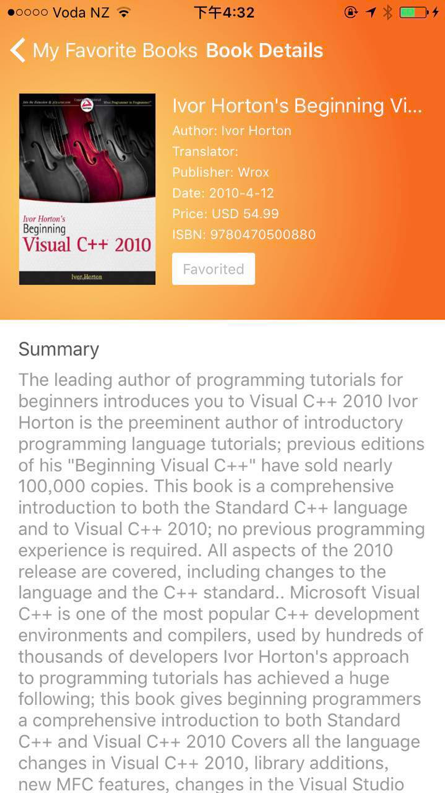 Voda NZ 下午4:32
My Favorite Books Book Details
Ivor Horton's Beginning Vi...
Author: Ivor Horton
Translator:
Publisher: Wrox
Date: 2010-4-12
Price: USD 54.99
ISBN: 9780470500880
Favorited
Ivor Horton's
Beginning
Visual C++ 2010
Ivor Horton
Summary
The leading author of programming tutorials for
beginners introduces you to Visual C++ 2010 Ivor
Horton is the preeminent author of introductory
programming language tutorials; previous editions
of his "Beginning Visual C++" have sold nearly
100,000 copies. This book is a comprehensive
introduction to both the Standard C++ language
and to Visual C++ 2010; no previous programming
experience is required. All aspects of the 2010
release are covered, including changes to the
language and the C++ standard.. Microsoft Visual
C++ is one of the most popular C++ development
environments and compilers, used by hundreds of
thousands of developers Ivor Horton's approach
to programming tutorials has achieved a huge
following; this book gives beginning programmers
a comprehensive introduction to both Standard
C++ and Visual C++ 2010 Covers all the language
changes in Visual C++ 2010, library additions,
new MFC features, changes in the Visual Studio